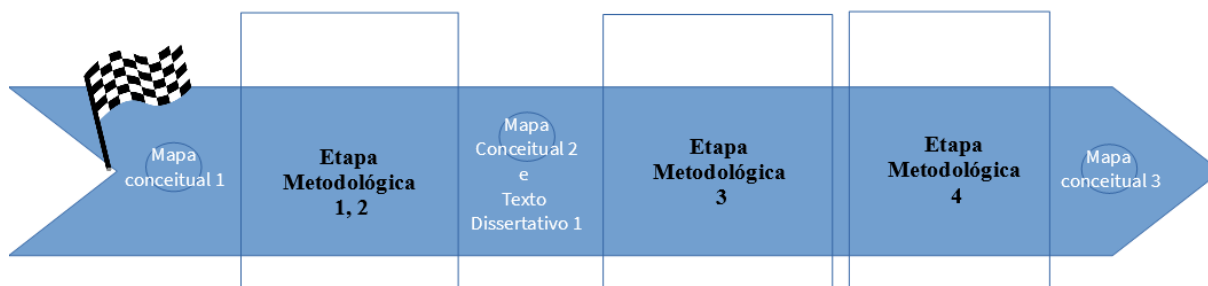 Mapa
conceitual 1
Etapa
Metodológica
1, 2
Mapa
Conceitual 2
e
Texto
Dissertativo 1
Etapa
Metodológica
3
Etapa
Metodológica
4
Mapa
conceitual 3